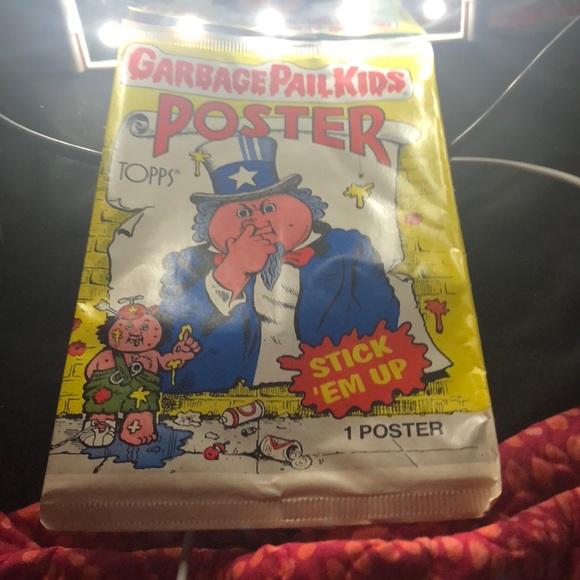 GARBAGE PAIL KIDS
POSTER
TOPPS
STICK
'EM UP
1 POSTER